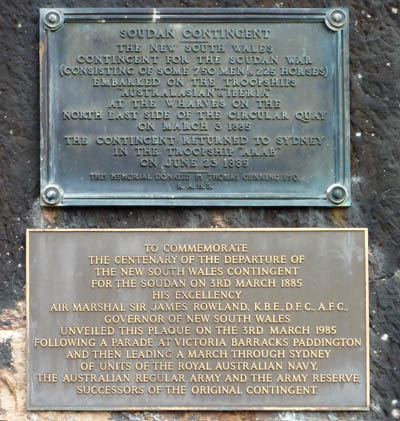 SOUDAN CONTINGENT
THE NEW SOUTH WALES
CONTINGENT FOR THE SOUDAN WAR
(CONSISTING OF SOME 750 MEN, 225 HORSES)
EMBARKED ON THE TROOPSHIPS
"AUSTRALASIAN" "IBERIA"
AT THE WHARVES ON THE
NORTH EAST SIDE OF THE CIRCULAR QUAY
ON MARCH 3 1885
THE CONTINGENT RETURNED TO SYDNEY
IN THE TROOPSHIP "ARAB"
ON JUNE 23 1885
THIS MEMORIAL DONATED BY THOMAS GUNNING ESQ.
R.A.H.S.
TO COMMEMORATE
THE CENTENARY OF THE DEPARTURE OF
THE NEW SOUTH WALES CONTINGENT
FOR THE SOUDAN ON 3RD MARCH 1885
HIS EXCELLENCY
AIR MARSHAL SIR JAMES ROWLAND, K.B.E., D.F.C., A.F.C.,
GOVERNOR OF NEW SOUTH WALES
UNVEILED THIS PLAQUE ON THE 3RD MARCH 1985
FOLLOWING A PARADE AT VICTORIA BARRACKS PADDINGTON
AND THEN LEADING A MARCH THROUGH SYDNEY
OF UNITS OF THE ROYAL AUSTRALIAN NAVY,
THE AUSTRALIAN REGULAR ARMY AND THE ARMY RESERVE,
SUCCESSORS OF THE ORIGINAL CONTINGENT.